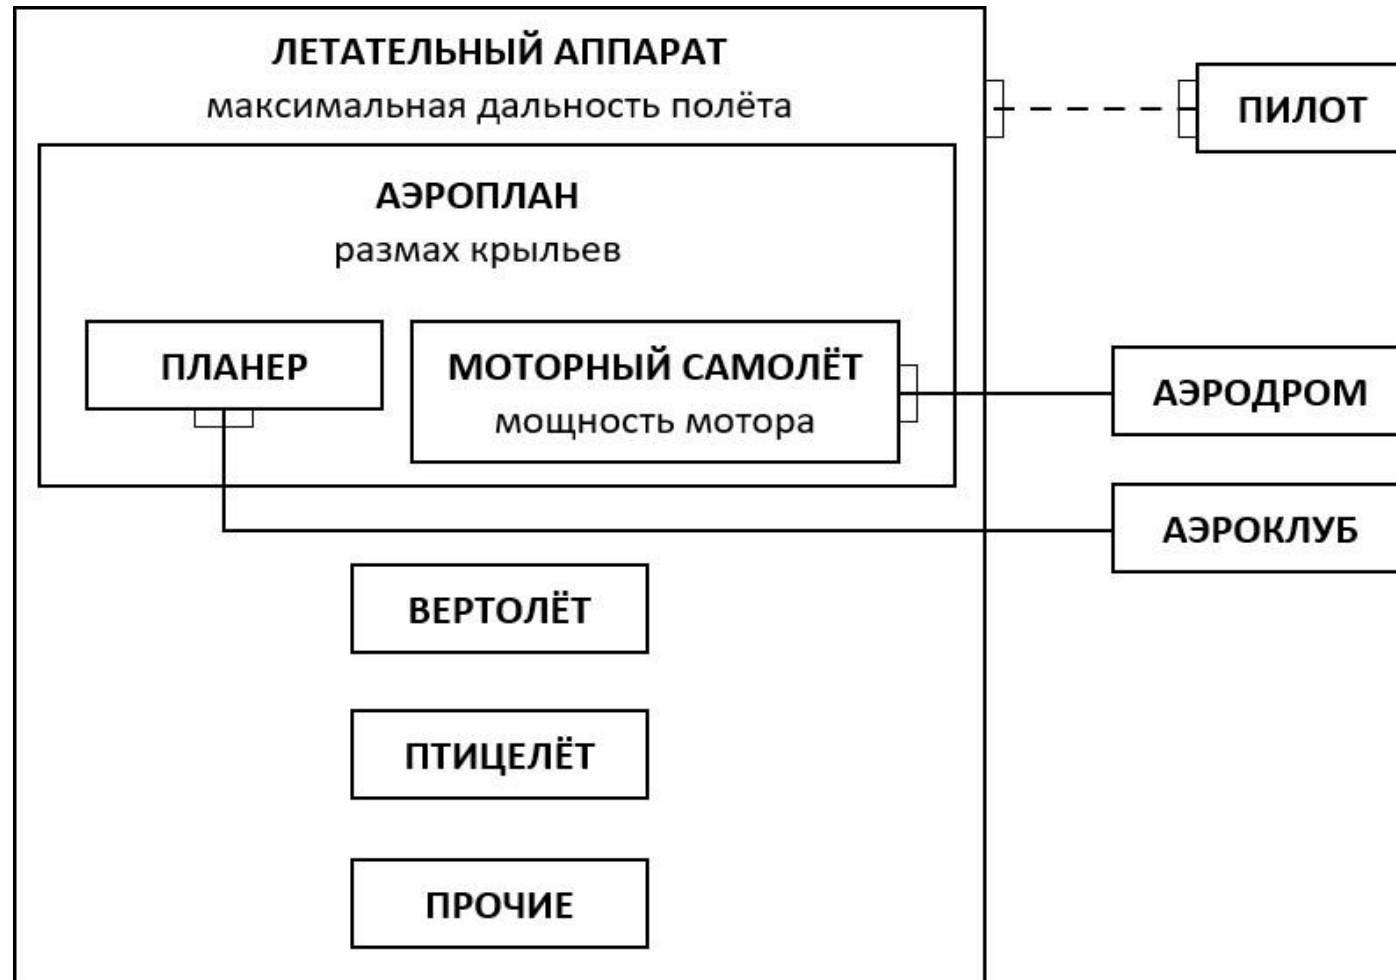 ЛЕТАТЕЛЬНЫЙ АППАРАТ
максимальная дальность полёта
ПИЛОТ
АЭРОПЛАН
размах крыльев
ПЛАНЕР
МОТОРНЫЙ САМОЛЁТ
мощность мотора
АЭРОДРОМ
АЭРОКЛУБ
ВЕРТОЛЁТ
ПТИЦЕЛЁТ
ПРОЧИЕ